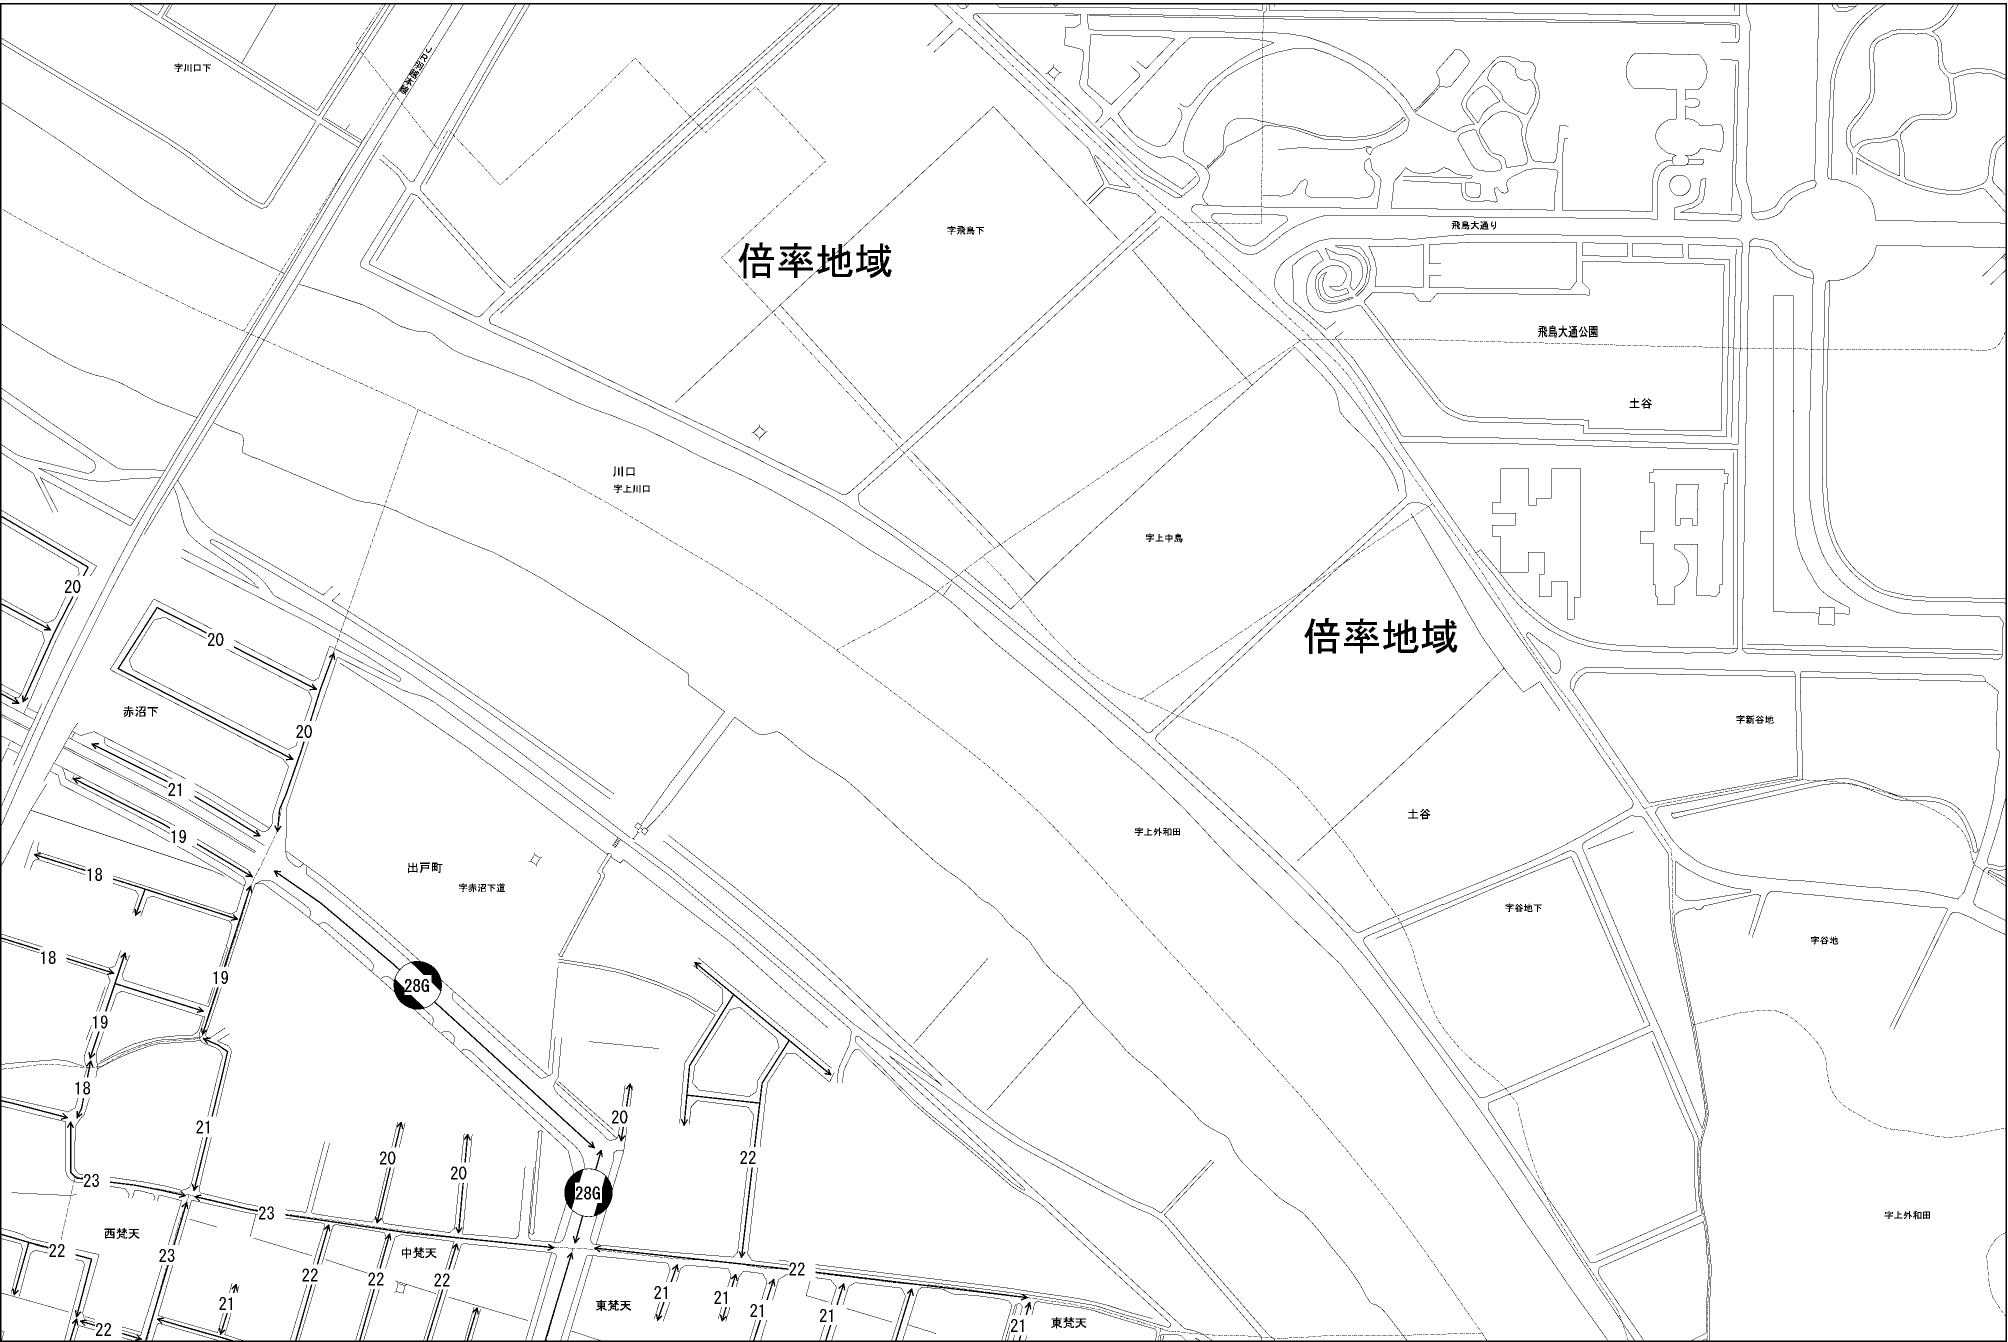 字川口下
ＪＲ羽越本線
字飛鳥下
倍率地域
飛鳥大通り
飛鳥大通公園
土谷
川口
字上川口
字上中島
20
倍率地域
20
赤沼下
20
字新谷地
21
土谷
19
字上外和田
18
出戸町
字赤沼下道
字谷地下
字谷地
18
19
28G
19
18
20
21
20
20
22
23
28G
23
西梵天
字上外和田
22
23
中梵天
22
22
22
22
21
21
21
21
21
東梵天
21
東梵天
22